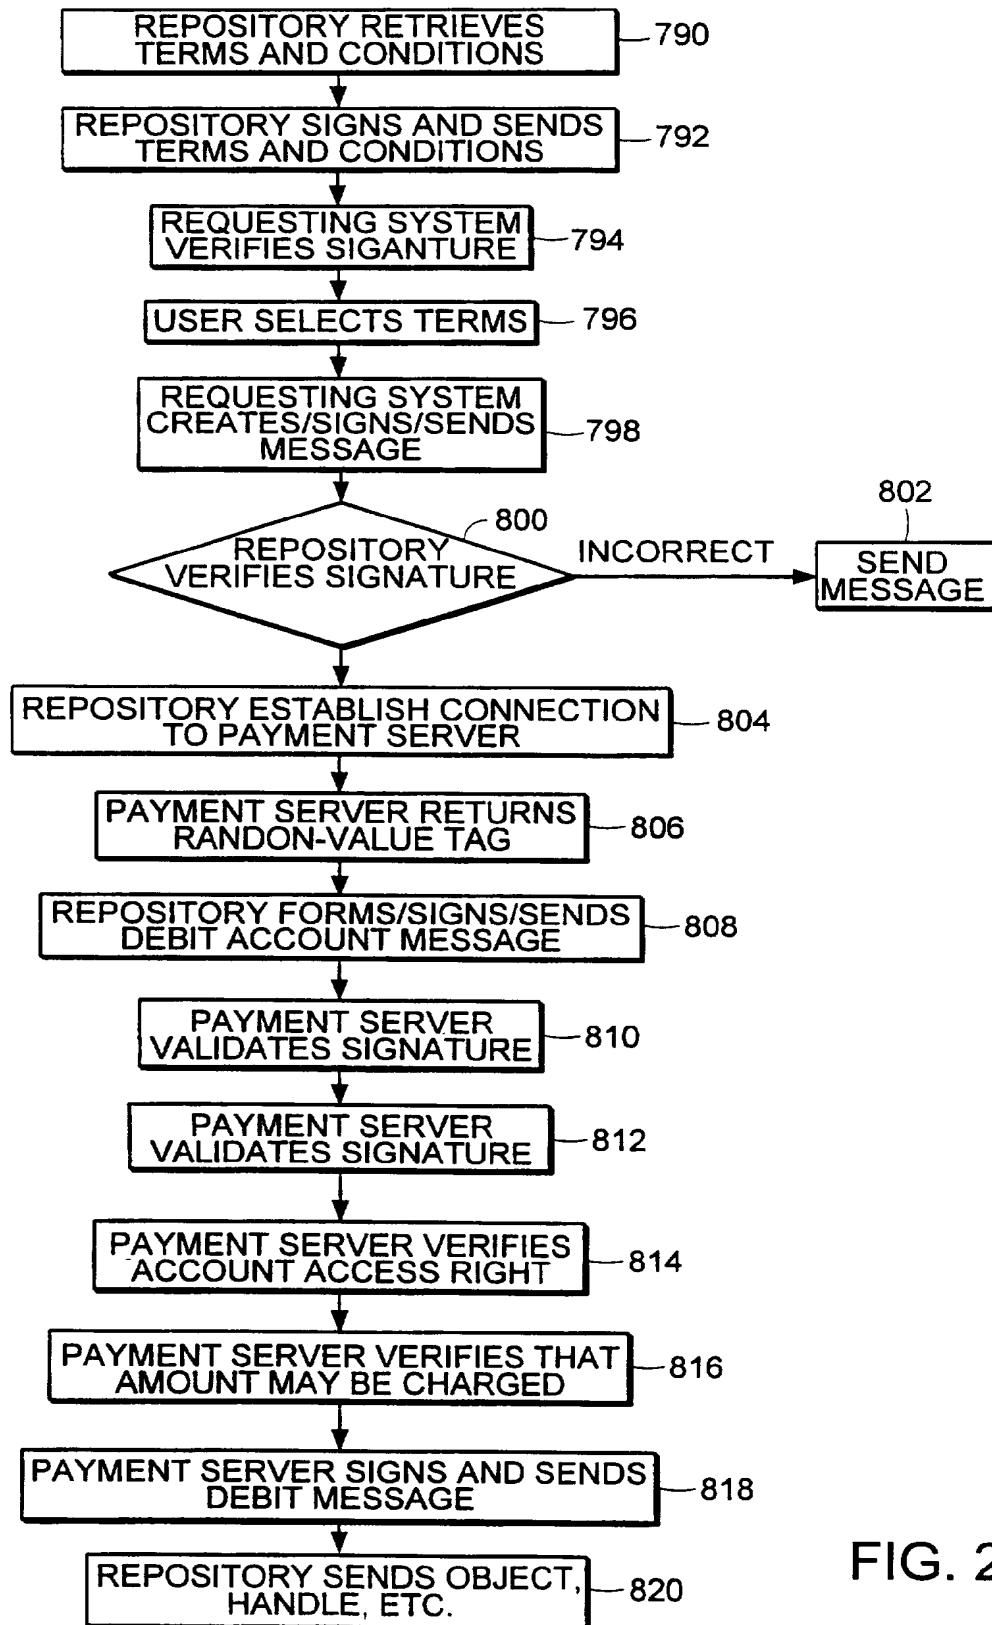 REPOSITORY RETRIEVES
TERMS AND CONDITIONS
790
REPOSITORY SIGNS AND SENDS
TERMS AND CONDITIONS
792
REQUESTING SYSTEM
VERIFIES SIGANTURE
794
USER SELECTS TERMS
796
REQUESTING SYSTEM
CREATES/SIGNS/SENDS
MESSAGE
798
800
REPOSITORY
VERIFIES SIGNATURE
INCORRECT
802
SEND
MESSAGE
REPOSITORY ESTABLISH CONNECTION
TO PAYMENT SERVER
804
PAYMENT SERVER RETURNS
RANDON-VALUE TAG
806
REPOSITORY FORMS/SIGNS/SENDS
DEBIT ACCOUNT MESSAGE
808
PAYMENT SERVER
VALIDATES SIGNATURE
810
PAYMENT SERVER
VALIDATES SIGNATURE
812
PAYMENT SERVER VERIFIES
ACCOUNT ACCESS RIGHT
814
PAYMENT SERVER VERIFIES THAT
AMOUNT MAY BE CHARGED
816
PAYMENT SERVER SIGNS AND SENDS
DEBIT MESSAGE
818
REPOSITORY SENDS OBJECT,
HANDLE, ETC.
820
FIG. 2